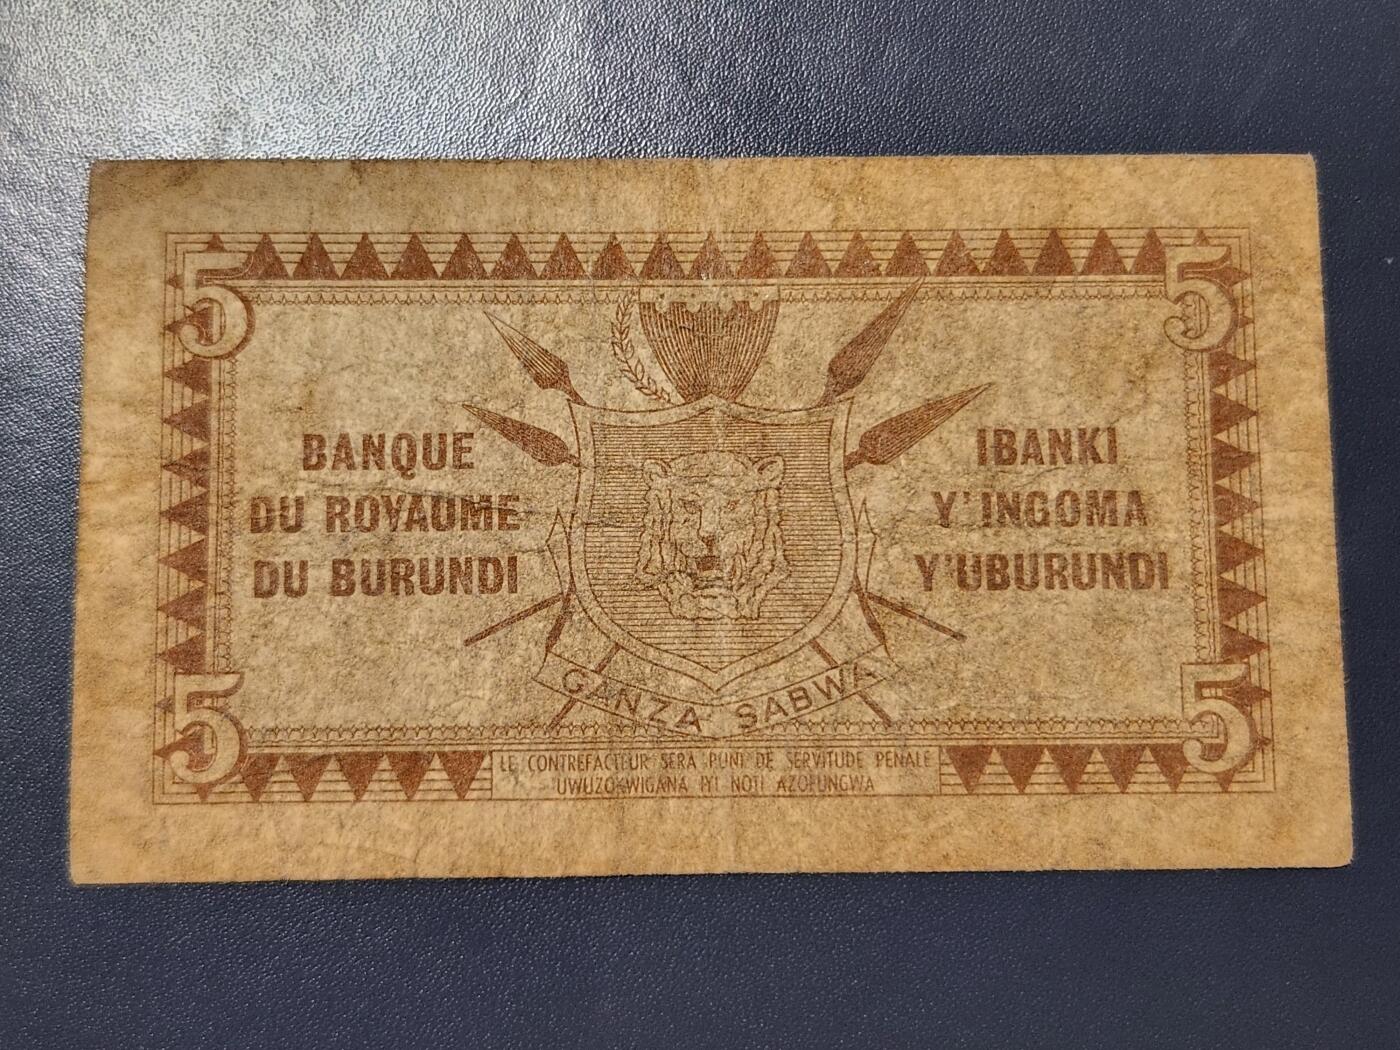 5
5
BANQUE
DU ROYAUME
DU BURUNDI
IBANKI
Y'INGOMA
Y'UBURUNDI
GANZA SABWA
5
5
LE CONTREFACTEUR SERA PUNI DE SERVITUDE PENALE
UWUZOKWIGANA IYI NOTI AZOFUNGWA